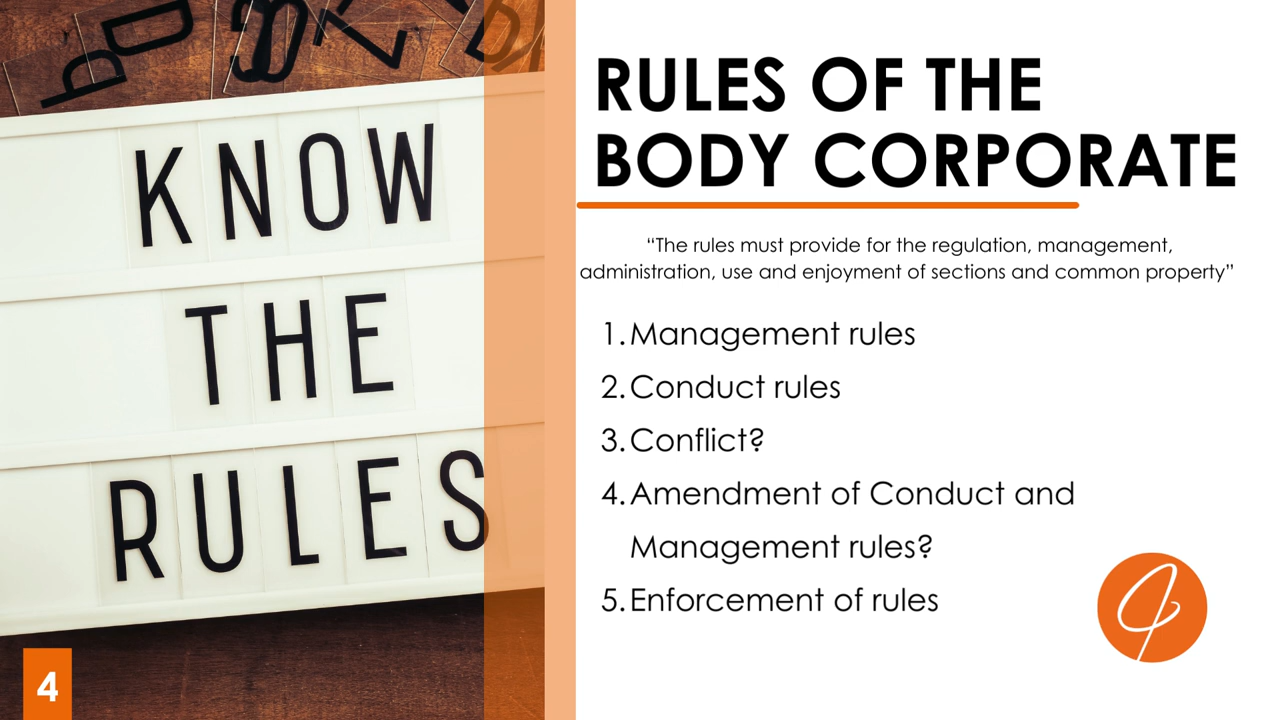 KNOW
THE
RULES
4
RULES OF THE
BODY CORPORATE
“The rules must provide for the regulation, management,
administration, use and enjoyment of sections and common property”
1. Management rules
2. Conduct rules
3. Conflict?
4. Amendment of Conduct and
Management rules?
5. Enforcement of rules